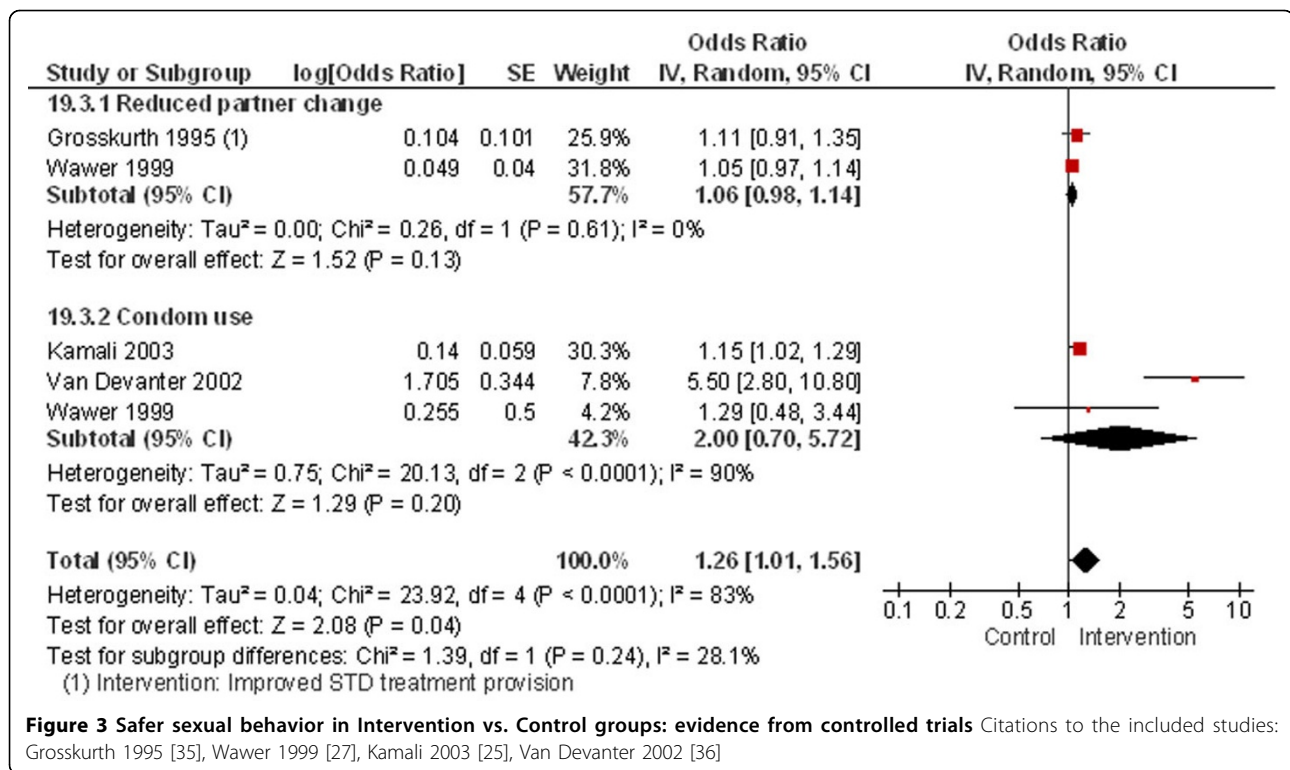 Odds Ratio Odds Ratio
Study or Subgroup log[Odds Ratio] SE Weight IV, Random, 95% CI IV, Random, 95% CI
19.3.1 Reduced partner change
Grosskurth 1995 (1) 0.104 0.101 25.9% 1.11 [0.91, 1.35]
Wawer 1999 0.049 0.04 31.8% 1.05 [0.97, 1.14]
Subtotal (95% CI) 57.7% 1.06 [0.98, 1.14]
Heterogeneity: Tau² = 0.00; Chi² = 0.26, df = 1 (P = 0.61); I² = 0%
Test for overall effect: Z = 1.52 (P = 0.13)
19.3.2 Condom use
Kamali 2003 0.14 0.059 30.3% 1.15 [1.02, 1.29]
Van Devanter 2002 1.705 0.344 7.8% 5.50 [2.80, 10.80]
Wawer 1999 0.255 0.5 4.2% 1.29 [0.48, 3.44]
Subtotal (95% CI) 42.3% 2.00 [0.70, 5.72]
Heterogeneity: Tau² = 0.75; Chi² = 20.13, df = 2 (P < 0.0001); I² = 90%
Test for overall effect: Z = 1.29 (P = 0.20)
Total (95% CI) 100.0% 1.26 [1.01, 1.56]
Heterogeneity: Tau² = 0.04; Chi² = 23.92, df = 4 (P < 0.0001); I² = 83%
Test for overall effect: Z = 2.08 (P = 0.04)
Test for subgroup differences: Chi² = 1.39, df = 1 (P = 0.24), I² = 28.1%
(1) Intervention: Improved STD treatment provision
0.1 0.2 0.5 1 2 5 10
Control Intervention
Figure 3 Safer sexual behavior in Intervention vs. Control groups: evidence from controlled trials Citations to the included studies:
Grosskurth 1995 [35], Wawer 1999 [27], Kamali 2003 [25], Van Devanter 2002 [36]